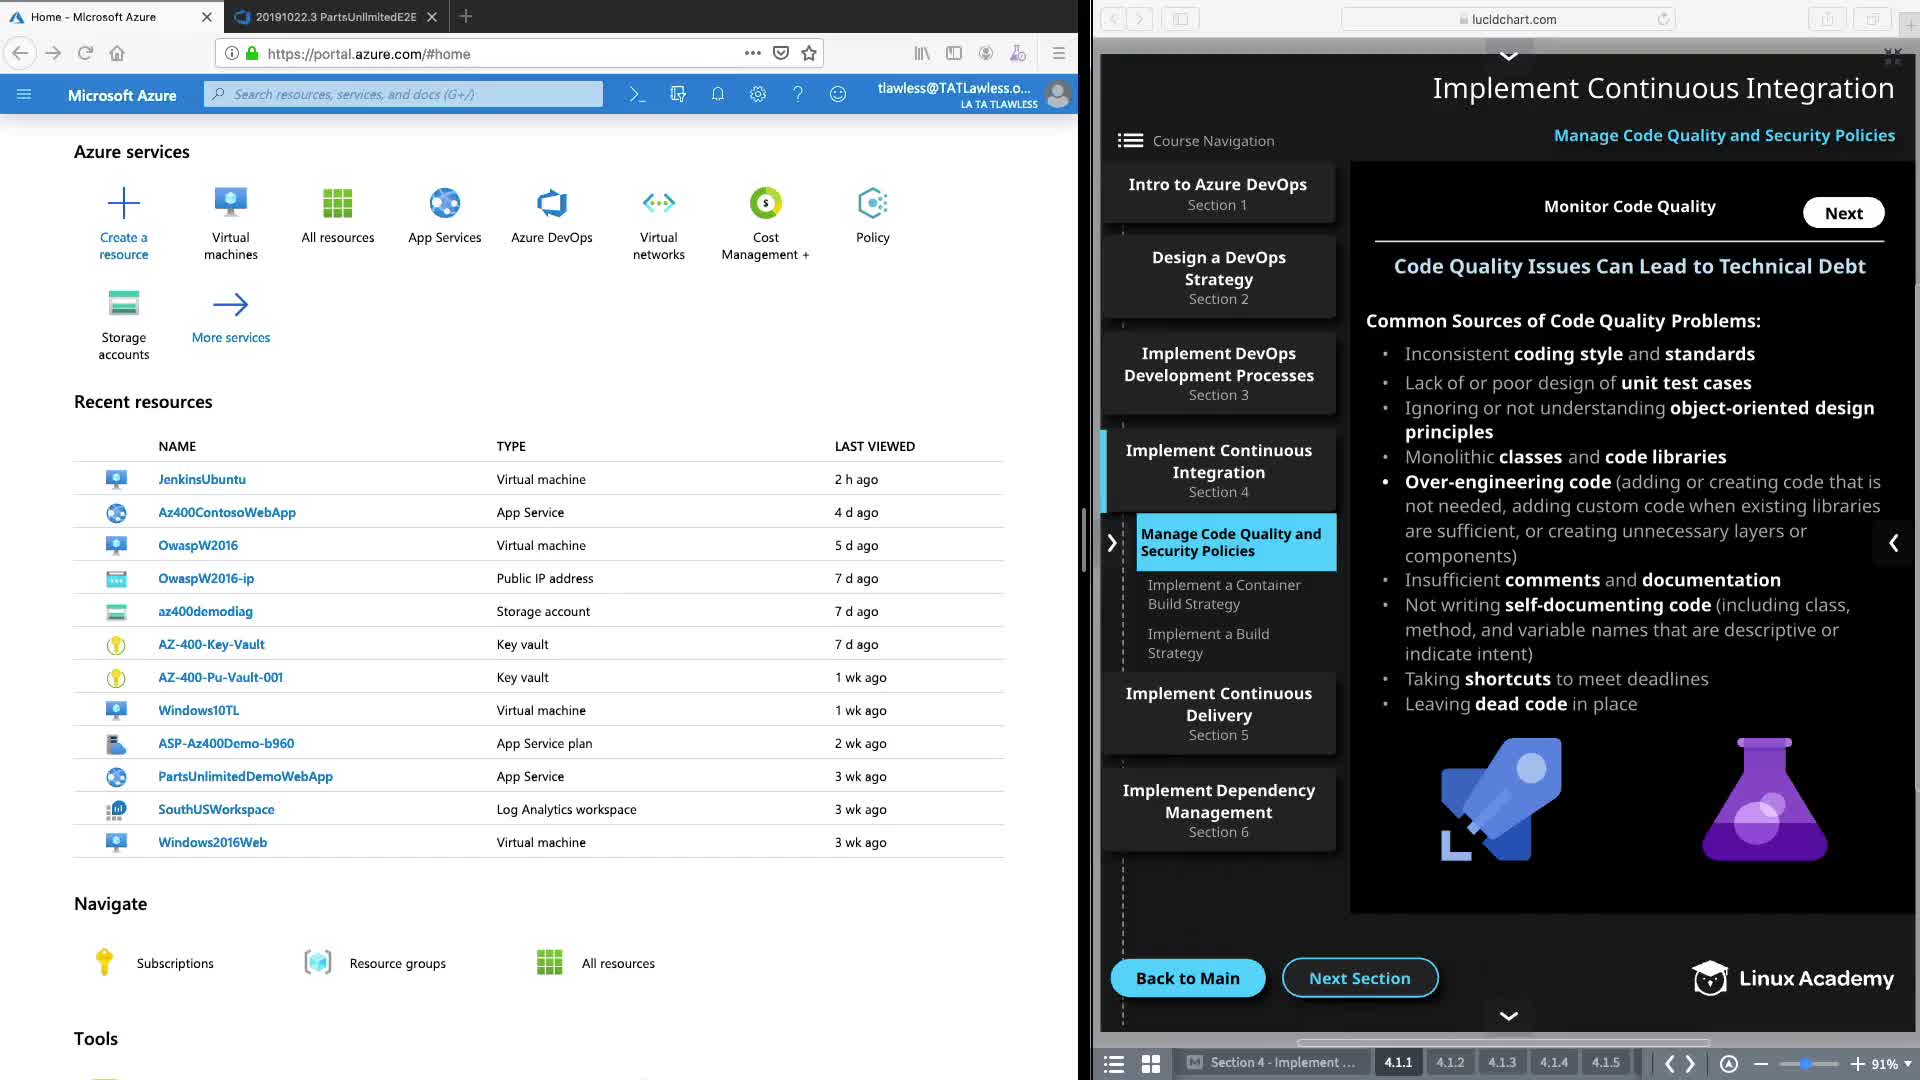 Home - Microsoft Azure
20191022.3 PartsUnlimitedE2E
https://portal.azure.com/#home
Microsoft Azure
Search resources, services, and docs (G+/)
tlawless@TATLawless.o...
LA TA TLAWLESS
Azure services
Create a resource
Virtual machines
All resources
App Services
Azure DevOps
Virtual networks
Cost Management +
Policy
Storage accounts
More services
Recent resources
NAME TYPE LAST VIEWED
JenkinsUbuntu Virtual machine 2 h ago
Az400ContosoWebApp App Service 4 d ago
OwaspW2016 Virtual machine 5 d ago
OwaspW2016-ip Public IP address 7 d ago
az400demodiag Storage account 7 d ago
AZ-400-Key-Vault Key vault 7 d ago
AZ-400-Pu-Vault-001 Key vault 1 wk ago
Windows10TL Virtual machine 1 wk ago
ASP-Az400Demo-b960 App Service plan 2 wk ago
PartsUnlimitedDemoWebApp App Service 3 wk ago
SouthUSWorkspace Log Analytics workspace 3 wk ago
Windows2016Web Virtual machine 3 wk ago
Navigate
Subscriptions
Resource groups
All resources
Tools
lucidchart.com
Implement Continuous Integration
Course Navigation
Manage Code Quality and Security Policies
Intro to Azure DevOps
Section 1
Design a DevOps
Strategy
Section 2
Implement DevOps
Development Processes
Section 3
Implement Continuous
Integration
Section 4
Manage Code Quality and
Security Policies
Implement a Container
Build Strategy
Implement a Build
Strategy
Implement Continuous
Delivery
Section 5
Implement Dependency
Management
Section 6
Monitor Code Quality
Next
Code Quality Issues Can Lead to Technical Debt
Common Sources of Code Quality Problems:
• Inconsistent coding style and standards
• Lack of or poor design of unit test cases
• Ignoring or not understanding object-oriented design
principles
• Monolithic classes and code libraries
• Over-engineering code (adding or creating code that is
not needed, adding custom code when existing libraries
are sufficient, or creating unnecessary layers or
components)
• Insufficient comments and documentation
• Not writing self-documenting code (including class,
method, and variable names that are descriptive or
indicate intent)
• Taking shortcuts to meet deadlines
• Leaving dead code in place
Back to Main
Next Section
Linux Academy
Section 4 - Implement ...
4.1.1
4.1.2
4.1.3
4.1.4
4.1.5
91%